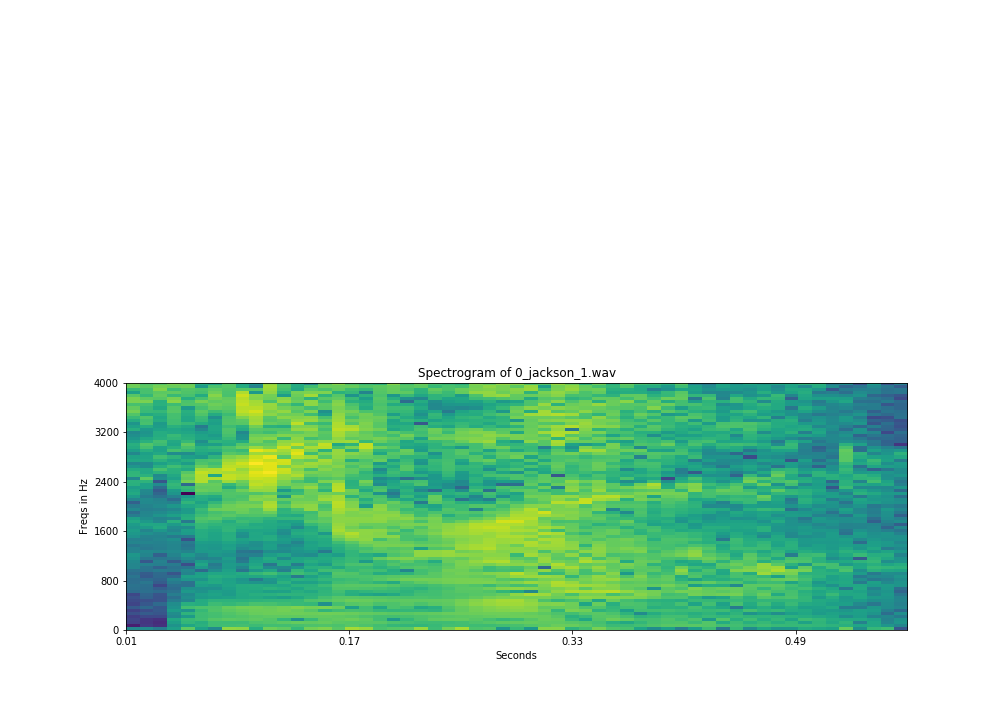 Spectrogram of 0_jackson_1.wav
4000
3200
2400
1600
800
0
Freqs in Hz
0.01 0.17 0.33 0.49
Seconds